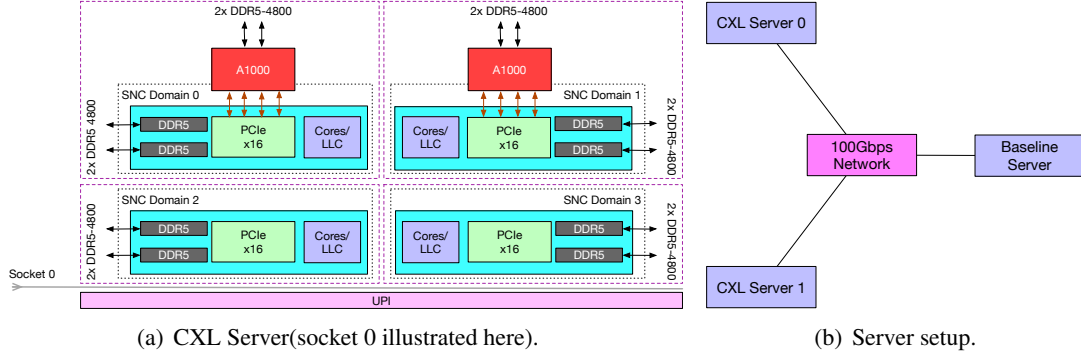 2x DDR5-4800
2x DDR5-4800
A1000
A1000
SNC Domain 0
SNC Domain 1
2x DDR5 4800
DDR5
DDR5
PCIe
x16
Cores/
LLC
Cores/
LLC
PCIe
x16
DDR5
DDR5
2x DDR5-4800
SNC Domain 2
SNC Domain 3
2x DDR5-4800
DDR5
DDR5
PCIe
x16
Cores/
LLC
Cores/
LLC
PCIe
x16
DDR5
DDR5
2x DDR5-4800
Socket 0
UPI
(a) CXL Server(socket 0 illustrated here).
CXL Server 0
100Gbps
Network
Baseline
Server
CXL Server 1
(b) Server setup.